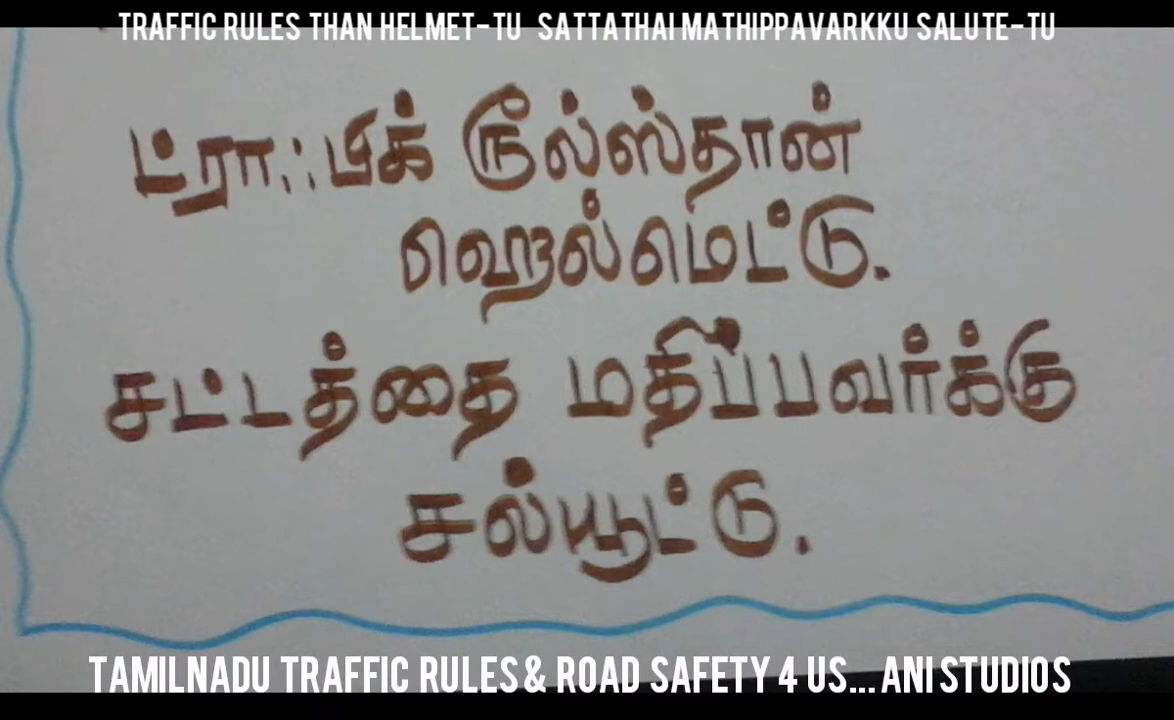 TRAFFIC RULES THAN HELMET-TU SATTATHAI MATHIPPAVARKKU SALUTE-TU
ட்ரா..பிக் ரூல்ஸ்தான்
ஹெல்மெட்டு.
சட்டத்தை மதிப்பவர்க்கு
சல்யூட்டு.
TAMILNADU TRAFFIC RULES & ROAD SAFETY 4 US... ANI STUDIOS